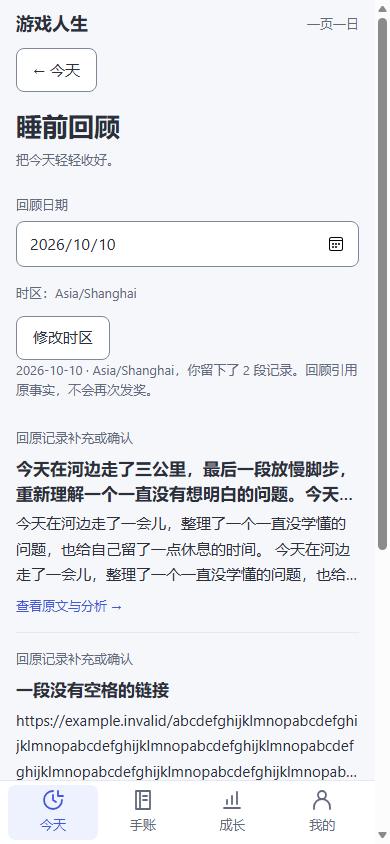 游戏人生
一页一日
← 今天
睡前回顾
把今天轻轻收好。
回顾日期
2026/10/10
时区：Asia/Shanghai
修改时区
2026-10-10 · Asia/Shanghai，你留下了 2 段记录。回顾引用
原事实，不会再次发奖。
回原记录补充或确认
今天在河边走了三公里，最后一段放慢脚步，
重新理解一个一直没有想明白的问题。今天…
今天在河边走了一会儿，整理了一个一直没学懂的
问题，也给自己留了一点休息的时间。 今天在河边
走了一会儿，整理了一个一直没学懂的问题，也给…
查看原文与分析 →
回原记录补充或确认
一段没有空格的链接
https://example.invalid/abcdefghijklmnopabcdefghi
jklmnopabcdefghijklmnopabcdefghijklmnopabcdef
ghijklmnopabcdefghijklmnopabcdefghijklmnopab…
今天
手账
成长
我的